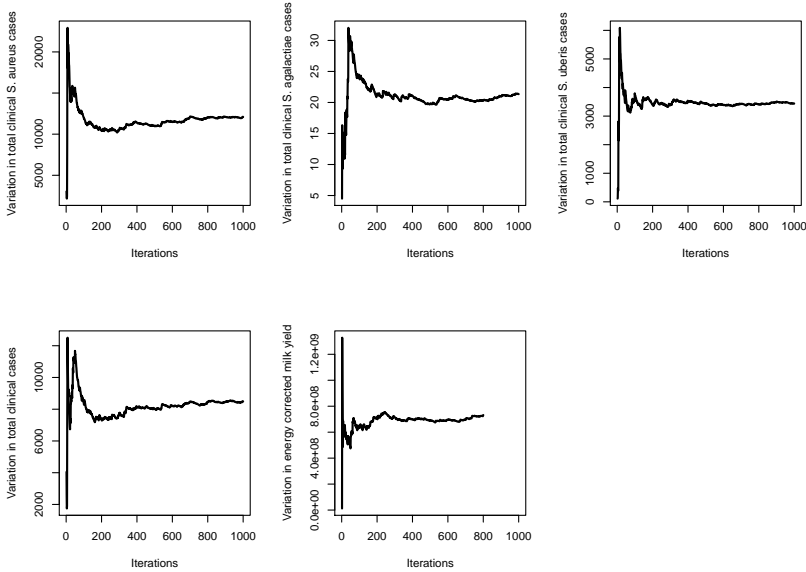 Variation in total clinical S. aureus cases
5000
10000
20000
0 200 400 600 800 1000
Iterations
Variation in total clinical S. agalactiae cases
5
10
15
20
25
30
0 200 400 600 800 1000
Iterations
Variation in total clinical S. uberis cases
0
1000
3000
5000
0 200 400 600 800 1000
Iterations
Variation in total clinical cases
2000
6000
10000
0 200 400 600 800 1000
Iterations
Variation in energy corrected milk yield
0.0e+00
4.0e+08
8.0e+08
1.2e+09
0 200 400 600 800 1000
Iterations